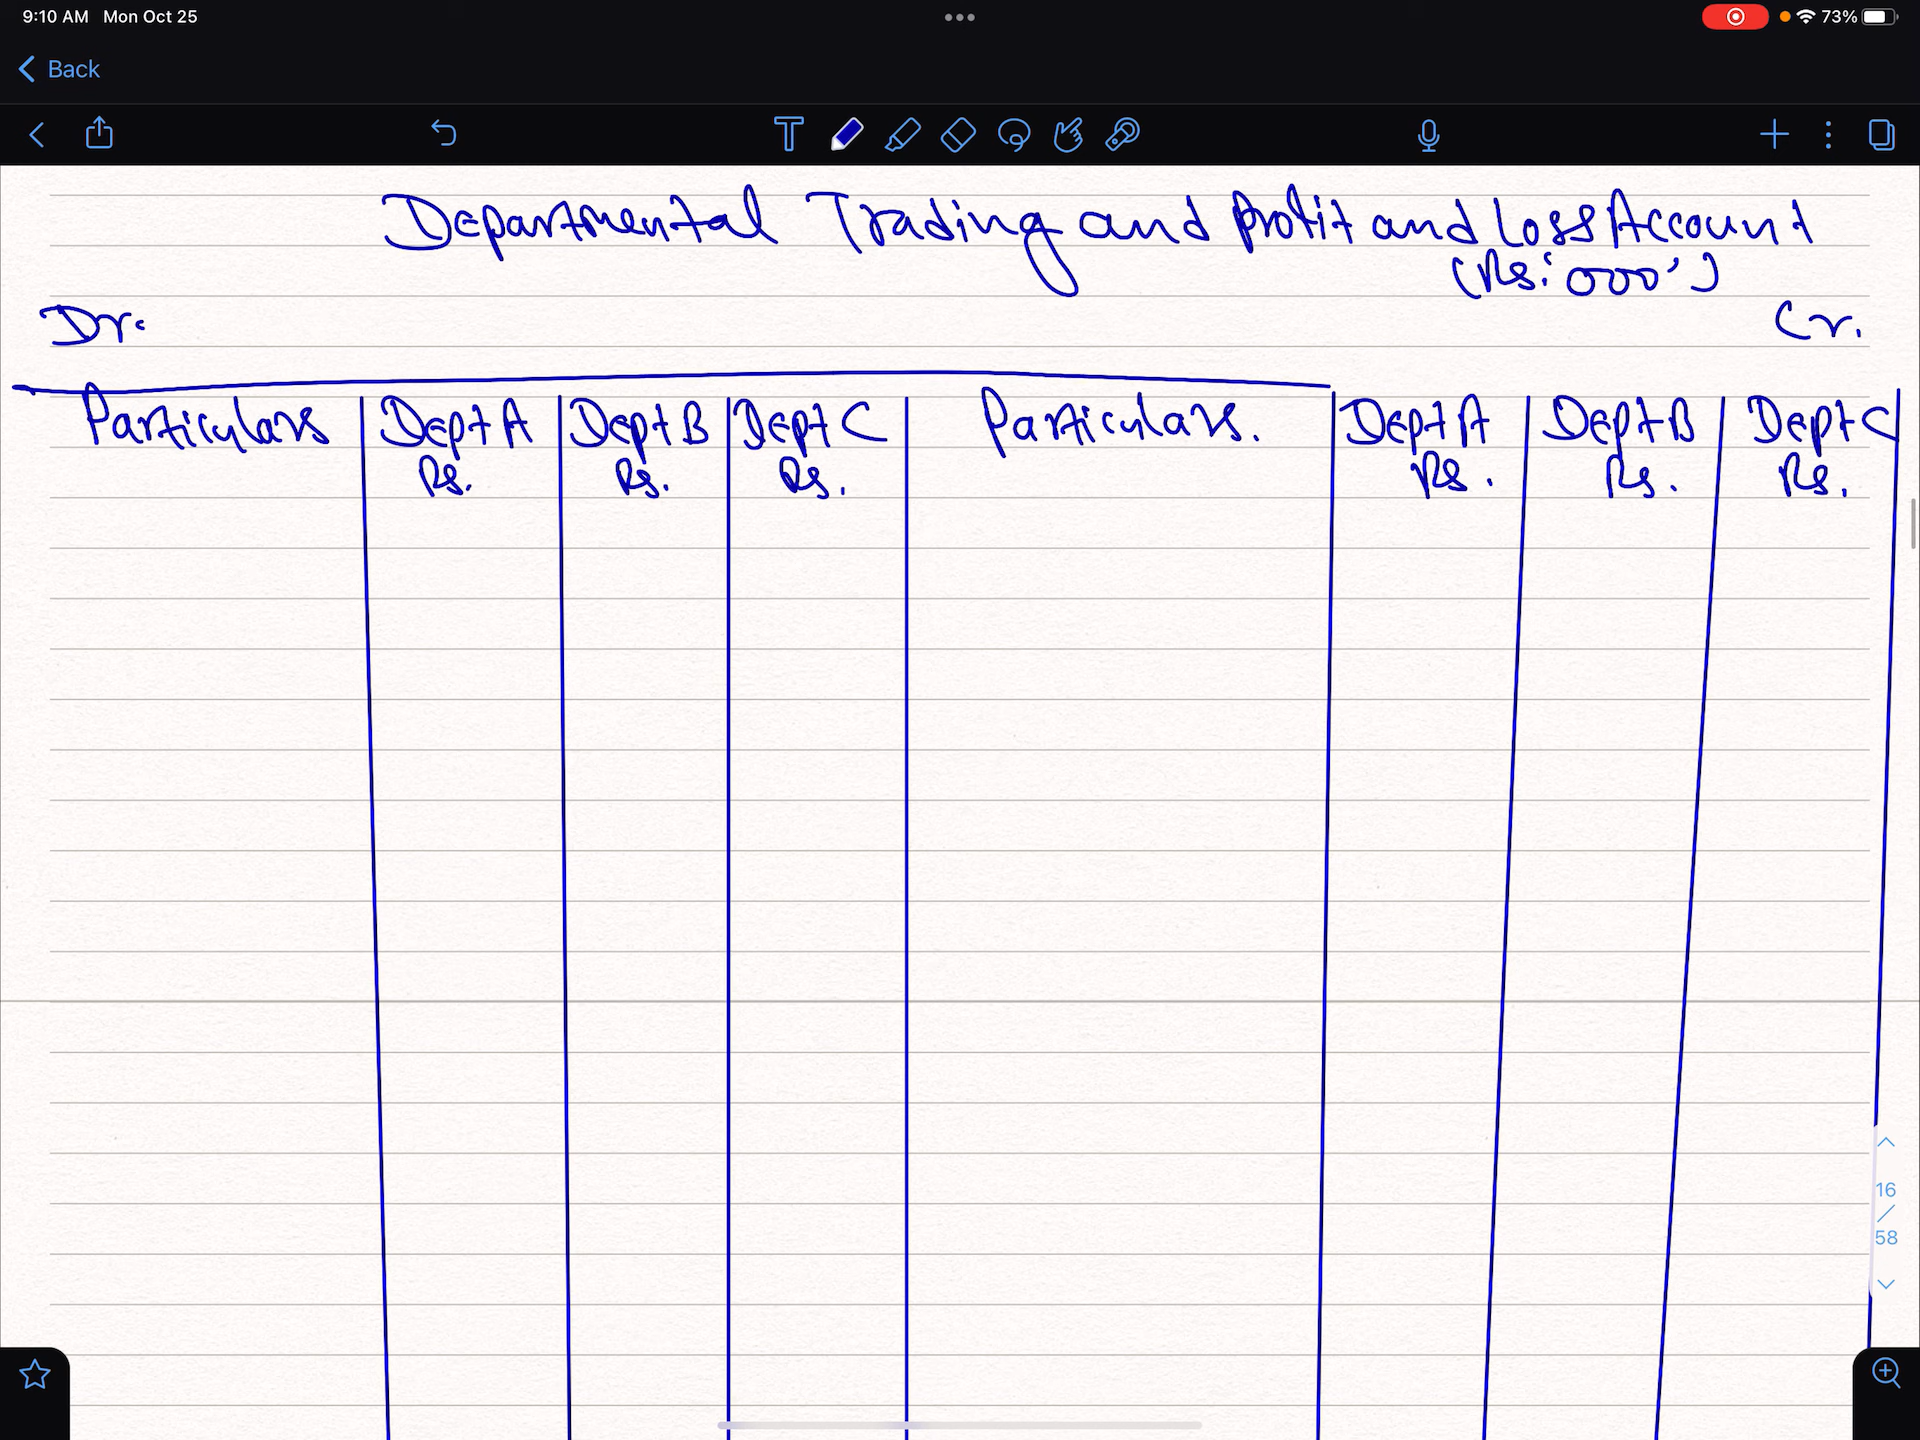 9:10 AM Mon Oct 25
73%
Back
Departmental Trading and Profit and Loss Account
(Rs: 000')
Dr. Cr.
Particulars Dept A Dept B Dept C Particulars. Dept A Dept B Dept C
Rs. Rs. Rs. Rs. Rs. Rs.
16
/
58